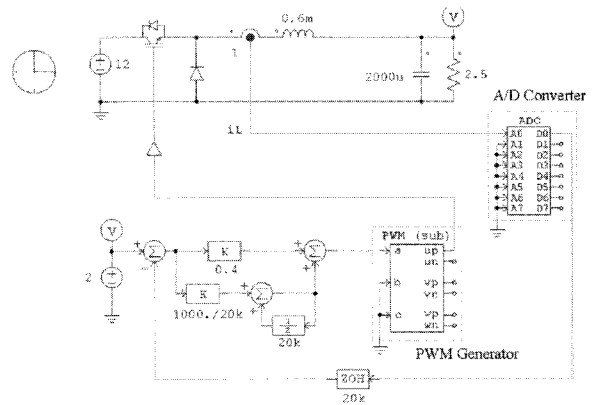 V
0.6m
12
1
2000u
2.5
A/D Converter
ADC
A0 D0
A1 D1
A2 D2
A3 D3
A4 D4
A5 D5
A6 D6
A7 D7
iL
V
2
+ Σ -
K
0.4
+ Σ +
K
1000./20k
+ Σ +
1/z
20k
PWM (sub)
a up
un
b vp
vn
c wp
wn
PWM Generator
ZOH
20k